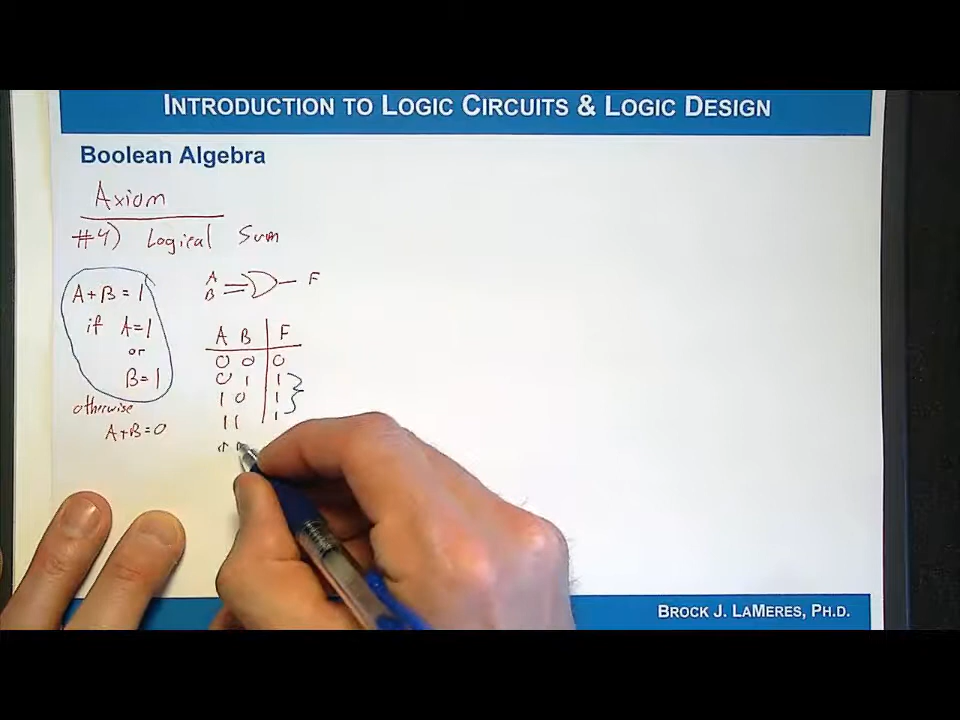 INTRODUCTION TO LOGIC CIRCUITS & LOGIC DESIGN
Boolean Algebra
Axiom
#4) Logical Sum
A+B=1
if A=1
or
B=1
otherwise
A+B=0
A
B
F
A B F
0 0 0
0 1 1
1 0 1
1 1 1
BROCK J. LAMERES, PH.D.